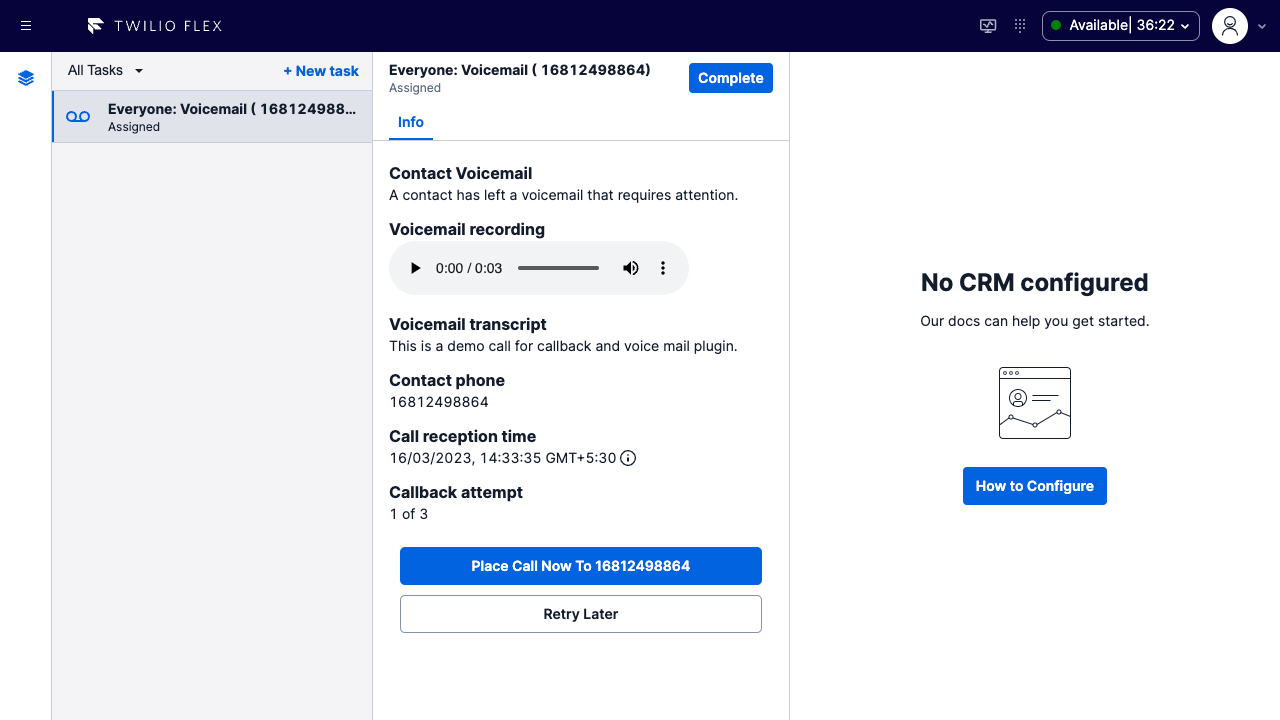 TWILIO FLEX
Available| 36:22
All Tasks
+ New task
Everyone: Voicemail ( 168124988...
Assigned
Everyone: Voicemail ( 16812498864)
Assigned
Complete
Info
Contact Voicemail
A contact has left a voicemail that requires attention.
Voicemail recording
0:00 / 0:03
Voicemail transcript
This is a demo call for callback and voice mail plugin.
Contact phone
16812498864
Call reception time
16/03/2023, 14:33:35 GMT+5:30
Callback attempt
1 of 3
Place Call Now To 16812498864
Retry Later
No CRM configured
Our docs can help you get started.
How to Configure